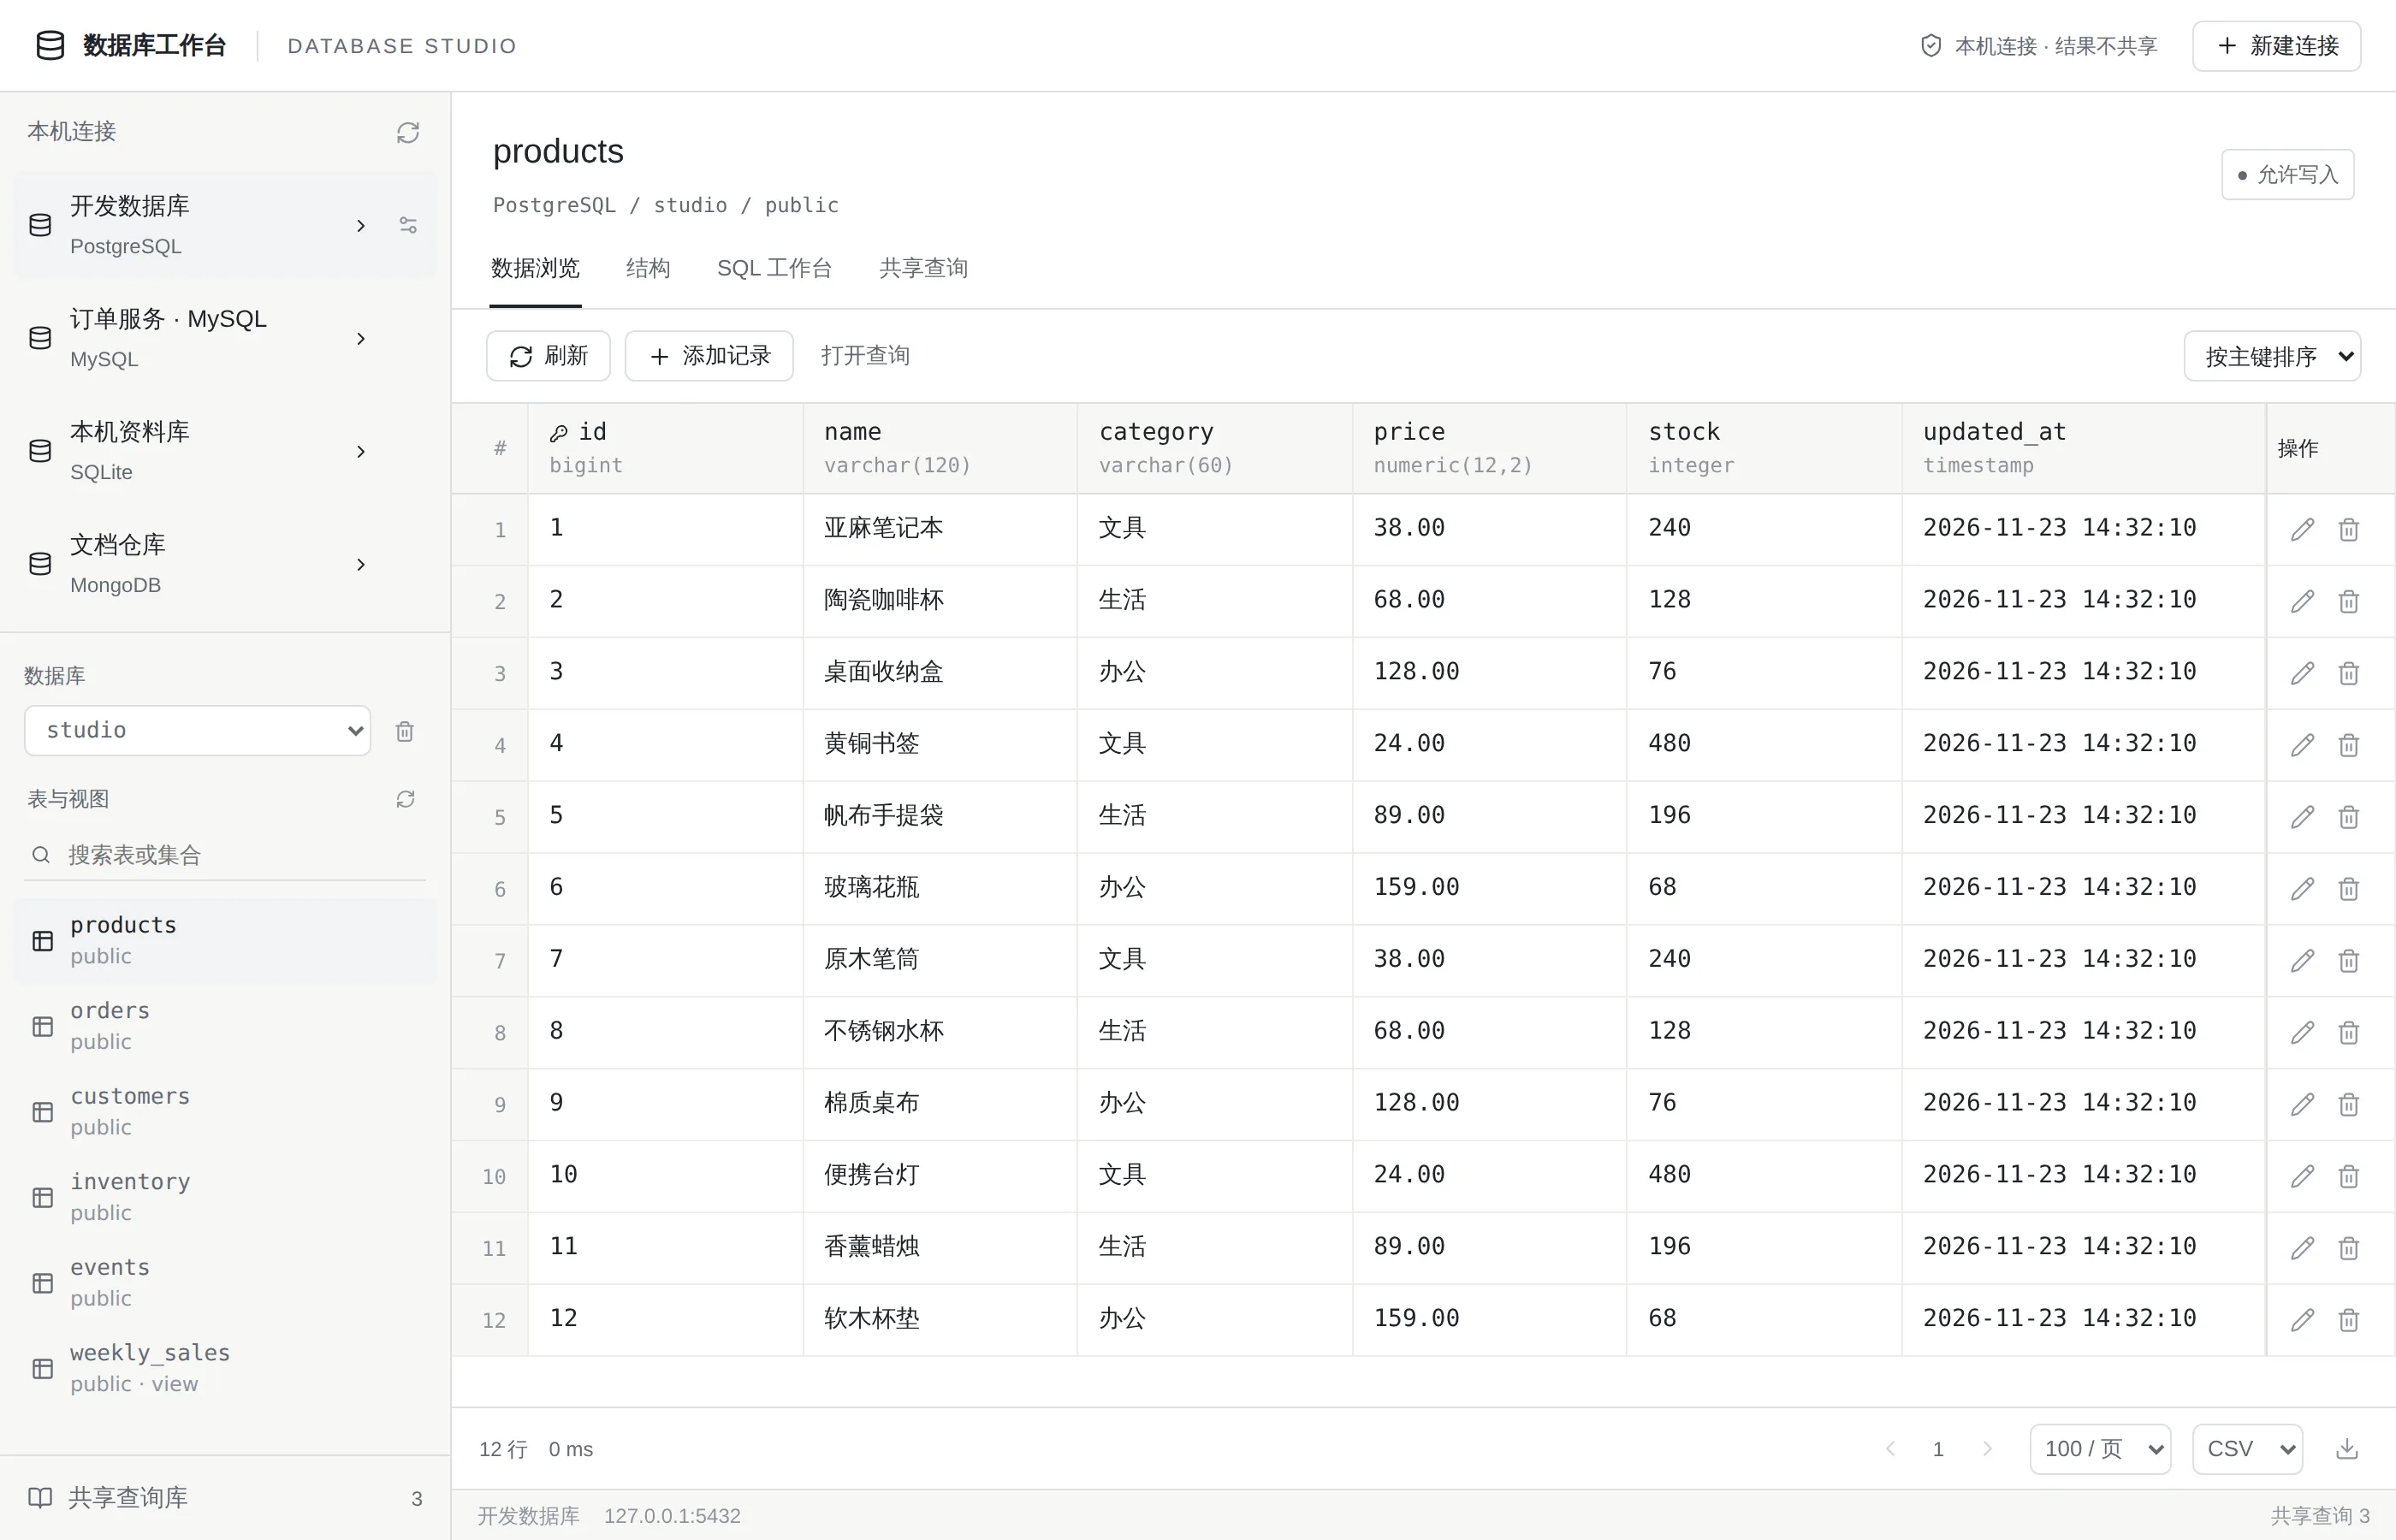 数据库工作台 DATABASE STUDIO 本机连接 · 结果不共享 新建连接
本机连接
开发数据库
PostgreSQL
订单服务 · MySQL
MySQL
本机资料库
SQLite
文档仓库
MongoDB
数据库
studio
表与视图
搜索表或集合
products
public
orders
public
customers
public
inventory
public
events
public
weekly_sales
public · view
共享查询库 3
products
PostgreSQL / studio / public
允许写入
数据浏览 结构 SQL 工作台 共享查询
刷新 添加记录 打开查询 按主键排序
# id name category price stock updated_at 操作
bigint varchar(120) varchar(60) numeric(12,2) integer timestamp
1 1 亚麻笔记本 文具 38.00 240 2026-11-23 14:32:10
2 2 陶瓷咖啡杯 生活 68.00 128 2026-11-23 14:32:10
3 3 桌面收纳盒 办公 128.00 76 2026-11-23 14:32:10
4 4 黄铜书签 文具 24.00 480 2026-11-23 14:32:10
5 5 帆布手提袋 生活 89.00 196 2026-11-23 14:32:10
6 6 玻璃花瓶 办公 159.00 68 2026-11-23 14:32:10
7 7 原木笔筒 文具 38.00 240 2026-11-23 14:32:10
8 8 不锈钢水杯 生活 68.00 128 2026-11-23 14:32:10
9 9 棉质桌布 办公 128.00 76 2026-11-23 14:32:10
10 10 便携台灯 文具 24.00 480 2026-11-23 14:32:10
11 11 香薰蜡烛 生活 89.00 196 2026-11-23 14:32:10
12 12 软木杯垫 办公 159.00 68 2026-11-23 14:32:10
12 行 0 ms 1 100 / 页 CSV
开发数据库 127.0.0.1:5432 共享查询 3